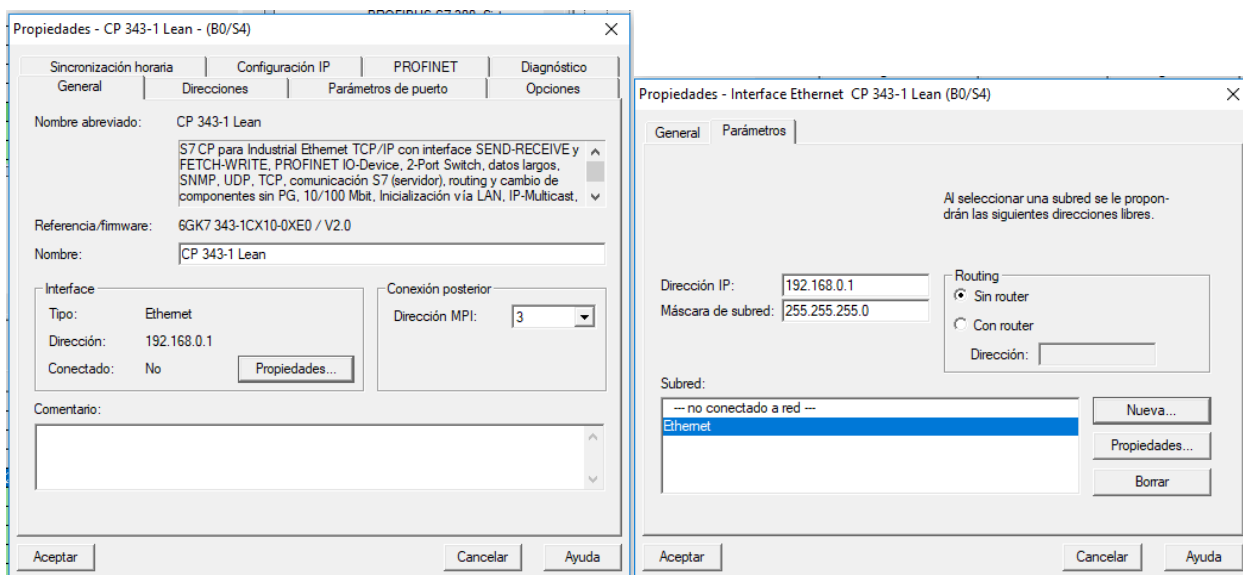 PROFIBUS S7 300
Propiedades - CP 343-1 Lean - (B0/S4)
Sincronización horaria Configuración IP PROFINET Diagnóstico
General Direcciones Parámetros de puerto Opciones
Nombre abreviado: CP 343-1 Lean
S7 CP para Industrial Ethernet TCP/IP con interface SEND-RECEIVE y
FETCH-WRITE, PROFINET IO-Device, 2-Port Switch, datos largos,
SNMP, UDP, TCP, comunicación S7 (servidor), routing y cambio de
componentes sin PG, 10/100 Mbit, Inicialización vía LAN, IP-Multicast,
Referencia/firmware: 6GK7 343-1CX10-0XE0 / V2.0
Nombre: CP 343-1 Lean
Interface
Tipo: Ethernet
Dirección: 192.168.0.1
Conectado: No Propiedades...
Conexión posterior
Dirección MPI: 3
Comentario:
Aceptar Cancelar Ayuda
Propiedades - Interface Ethernet CP 343-1 Lean (B0/S4)
General Parámetros
Al seleccionar una subred se le propon-
drán las siguientes direcciones libres.
Dirección IP: 192.168.0.1
Máscara de subred: 255.255.255.0
Routing
Sin router
Con router
Dirección:
Subred:
--- no conectado a red ---
Ethernet
Nueva...
Propiedades...
Borrar
Aceptar Cancelar Ayuda